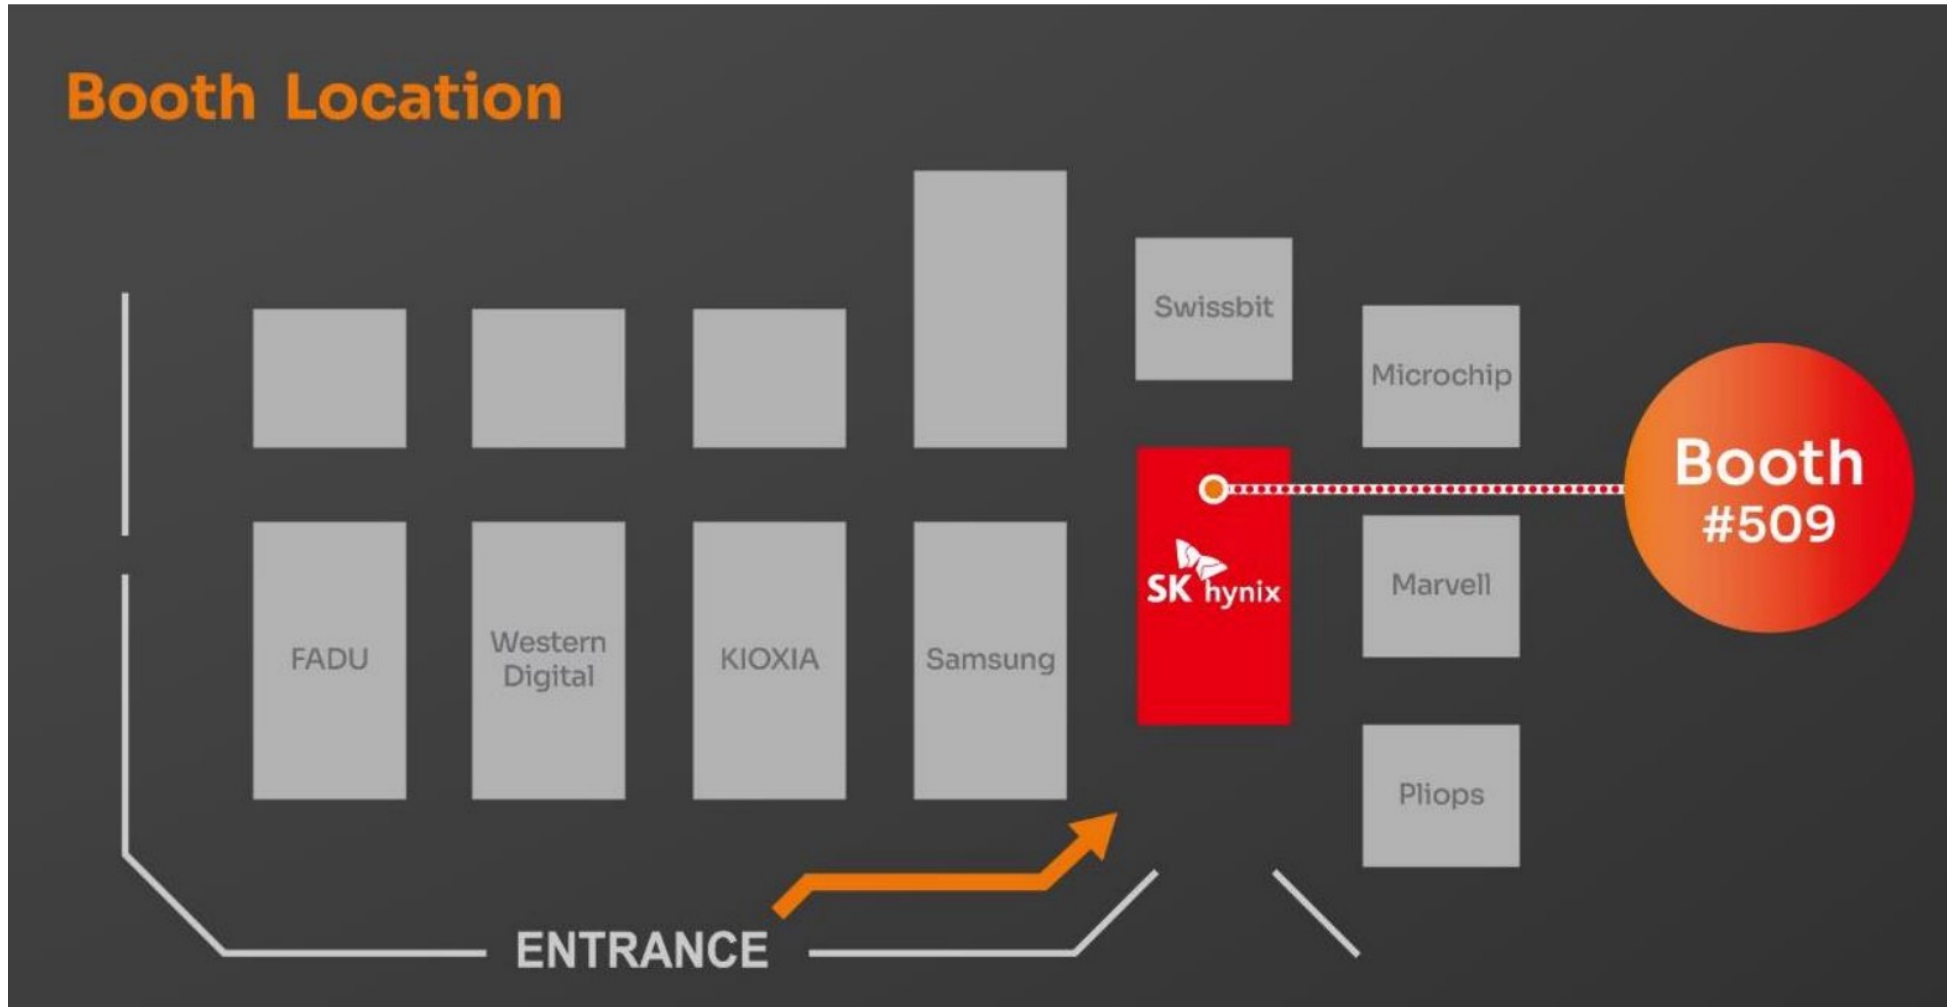 Booth Location
Swissbit
Microchip
Booth
#509
SK hynix
Marvell
FADU
Western
Digital
KIOXIA
Samsung
Pliops
ENTRANCE